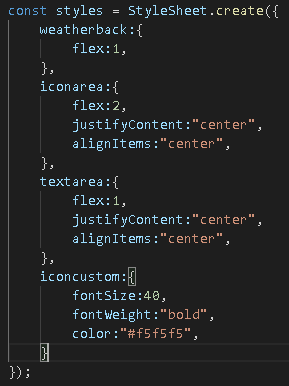 const styles = StyleSheet.create({
    weatherback:{
        flex:1,
    },
    iconarea:{
        flex:2,
        justifyContent:"center",
        alignItems:"center",
    },
    textarea:{
        flex:1,
        justifyContent:"center",
        alignItems:"center",
    },
    iconcustom:{
        fontSize:40,
        fontWeight:"bold",
        color:"#f5f5f5",
    }
});